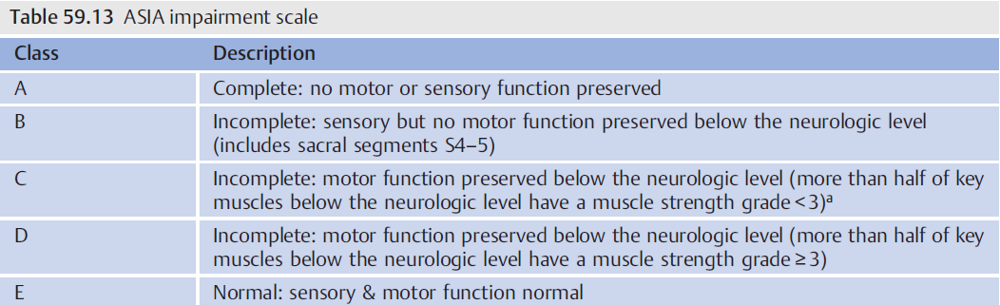 Table 59.13 ASIA impairment scale
Class Description
A Complete: no motor or sensory function preserved
B Incomplete: sensory but no motor function preserved below the neurologic level
(includes sacral segments S4–5)
C Incomplete: motor function preserved below the neurologic level (more than half of key
muscles below the neurologic level have a muscle strength grade < 3)ᵃ
D Incomplete: motor function preserved below the neurologic level (more than half of key
muscles below the neurologic level have a muscle strength grade ≥ 3)
E Normal: sensory & motor function normal